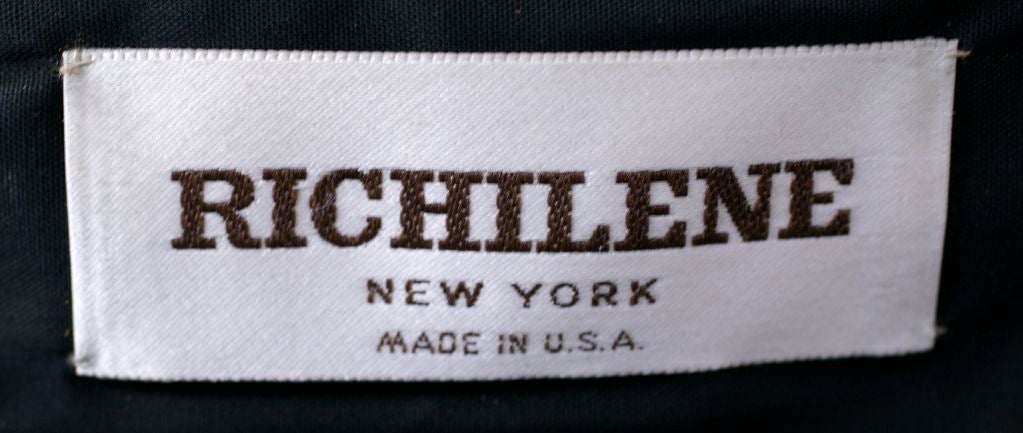 RICHILENE
NEW YORK
MADE IN U.S.A.